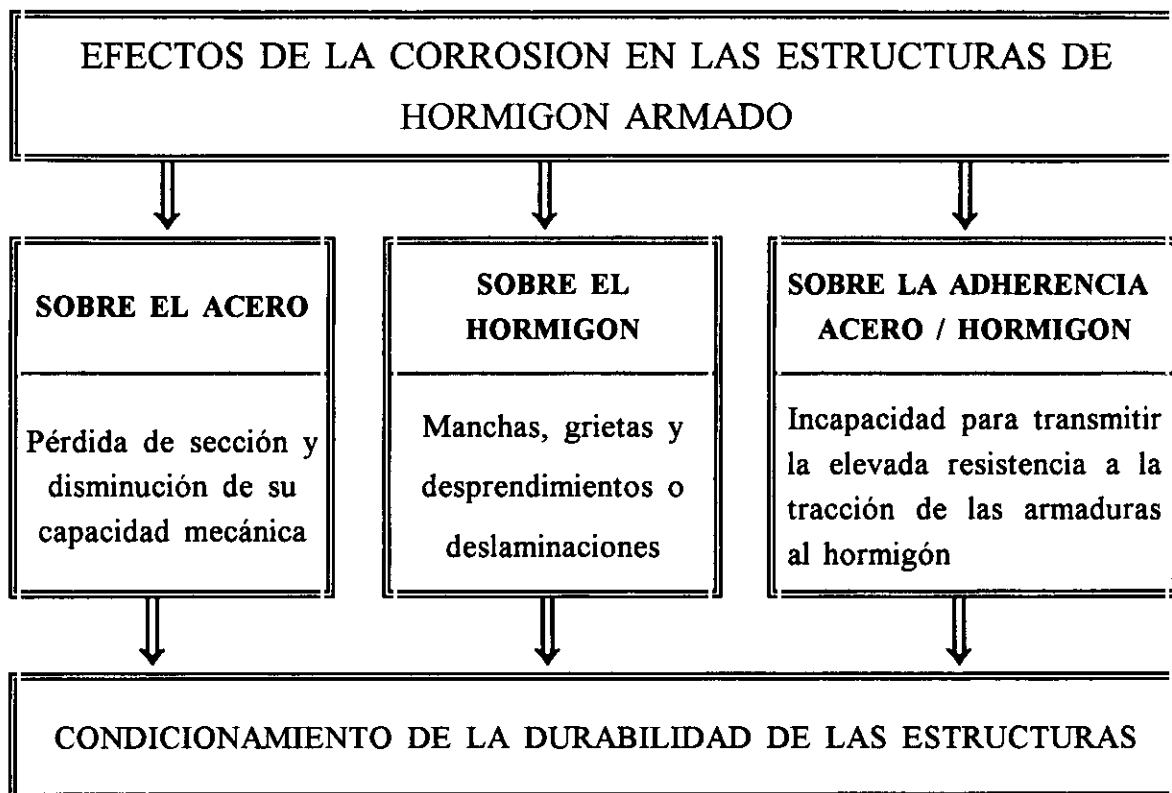 EFECTOS DE LA CORROSION EN LAS ESTRUCTURAS DE
HORMIGON ARMADO
SOBRE EL ACERO
Pérdida de sección y
disminución de su
capacidad mecánica
SOBRE EL
HORMIGON
Manchas, grietas y
desprendimientos o
deslaminaciones
SOBRE LA ADHERENCIA
ACERO / HORMIGON
Incapacidad para transmitir
la elevada resistencia a la
tracción de las armaduras
al hormigón
CONDICIONAMIENTO DE LA DURABILIDAD DE LAS ESTRUCTURAS